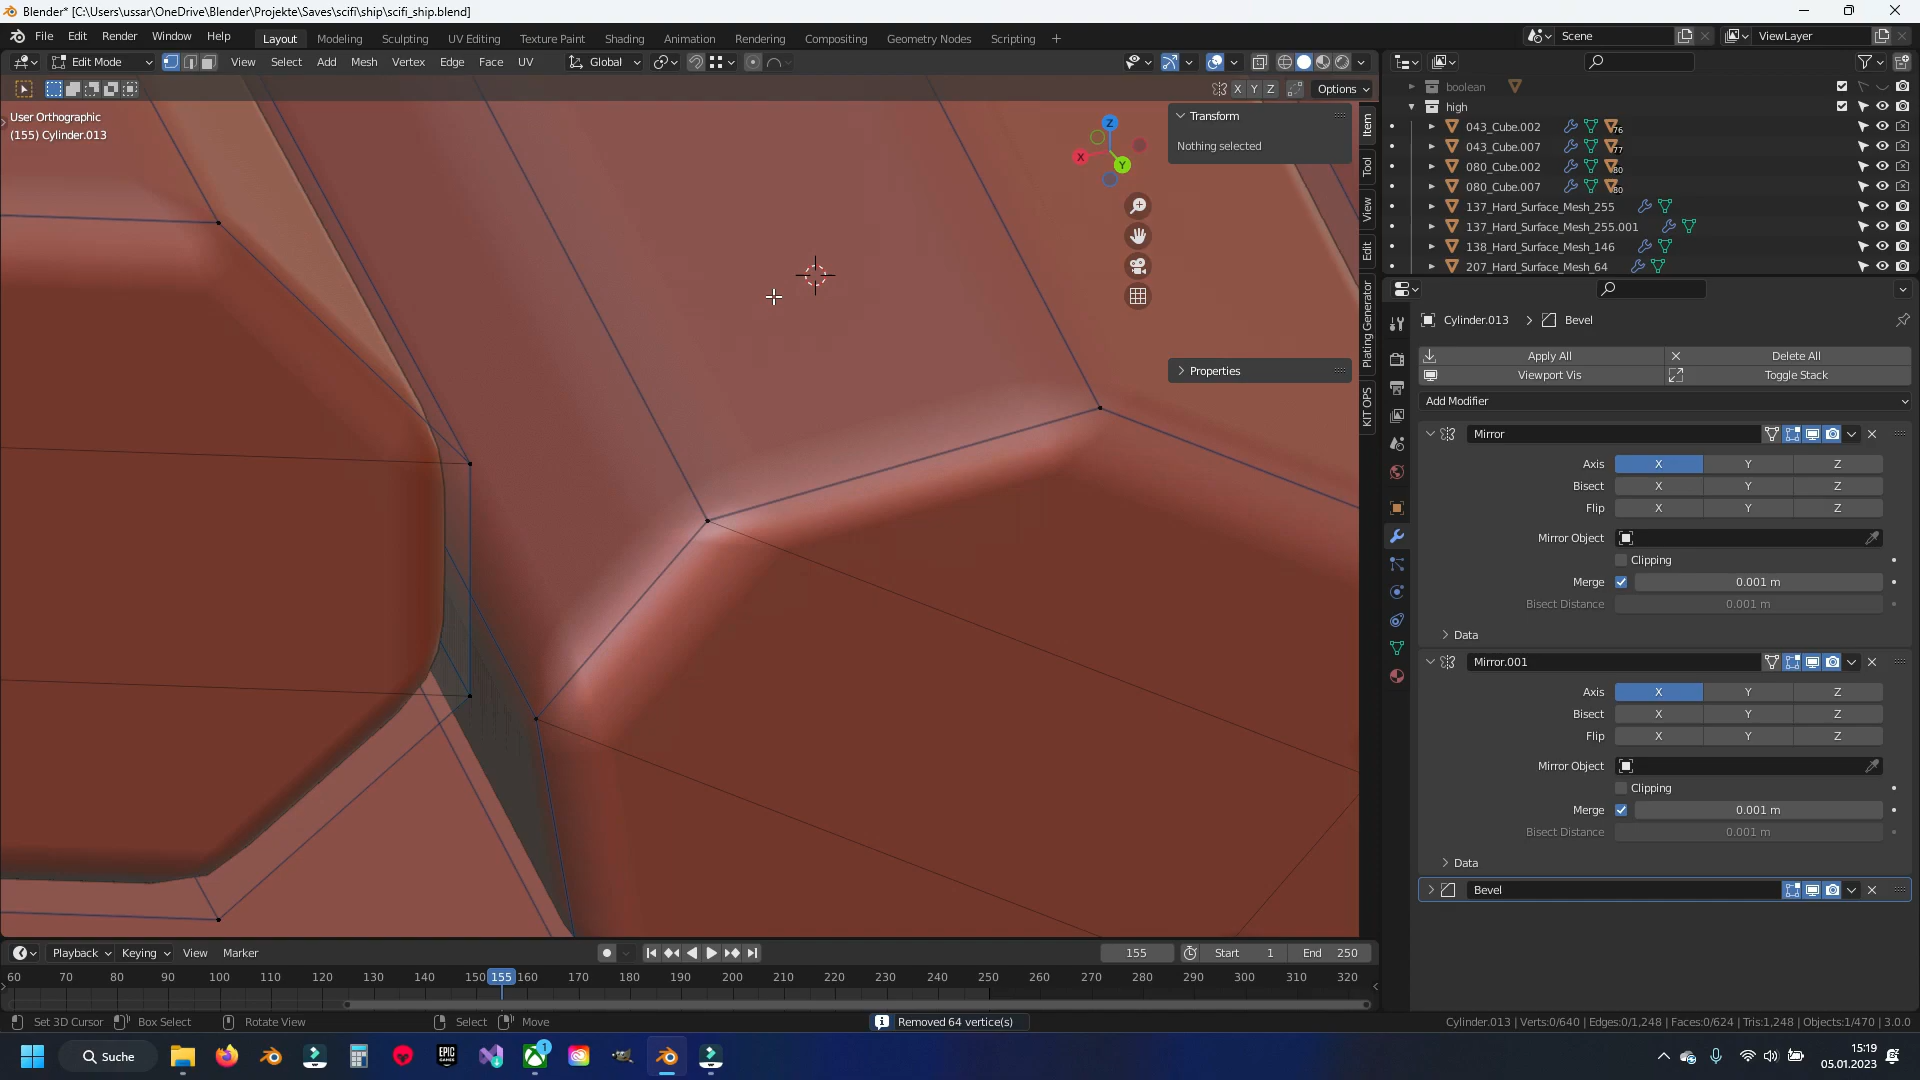 Blender* [C:\Users\ussar\OneDrive\Blender\Projekte\Saves\scifi\ship\scifi_ship.blend]
File Edit Render Window Help Layout Modeling Sculpting UV Editing Texture Paint Shading Animation Rendering Compositing Geometry Nodes Scripting + Scene ViewLayer
Edit Mode View Select Add Mesh Vertex Edge Face UV Global
X Y Z Options
User Orthographic
(155) Cylinder.013
Transform
Nothing selected
Properties
Z
X
Y
Item
Tool
View
Edit
Plating Generator
KIT OPS
boolean
high
043_Cube.002 76
043_Cube.007 77
080_Cube.002 80
080_Cube.007 80
137_Hard_Surface_Mesh_255
137_Hard_Surface_Mesh_255.001
138_Hard_Surface_Mesh_146
207_Hard_Surface_Mesh_64
Cylinder.013 > Bevel
Apply All Delete All
Viewport Vis Toggle Stack
Add Modifier
Mirror
Axis X Y Z
Bisect X Y Z
Flip X Y Z
Mirror Object
Clipping
Merge 0.001 m
Bisect Distance 0.001 m
Data
Mirror.001
Axis X Y Z
Bisect X Y Z
Flip X Y Z
Mirror Object
Clipping
Merge 0.001 m
Bisect Distance 0.001 m
Data
Bevel
Playback Keying View Marker 155 Start 1 End 250
60 70 80 90 100 110 120 130 140 150 155 160 170 180 190 200 210 220 230 240 250 260 270 280 290 300 310 320
Set 3D Cursor Box Select Rotate View Select Move Removed 64 vertice(s) Cylinder.013 | Verts:0/640 | Edges:0/1,248 | Faces:0/624 | Tris:1,248 | Objects:1/470 | 3.0.0
Suche EPIC GAMES 1 15:19
05.01.2023